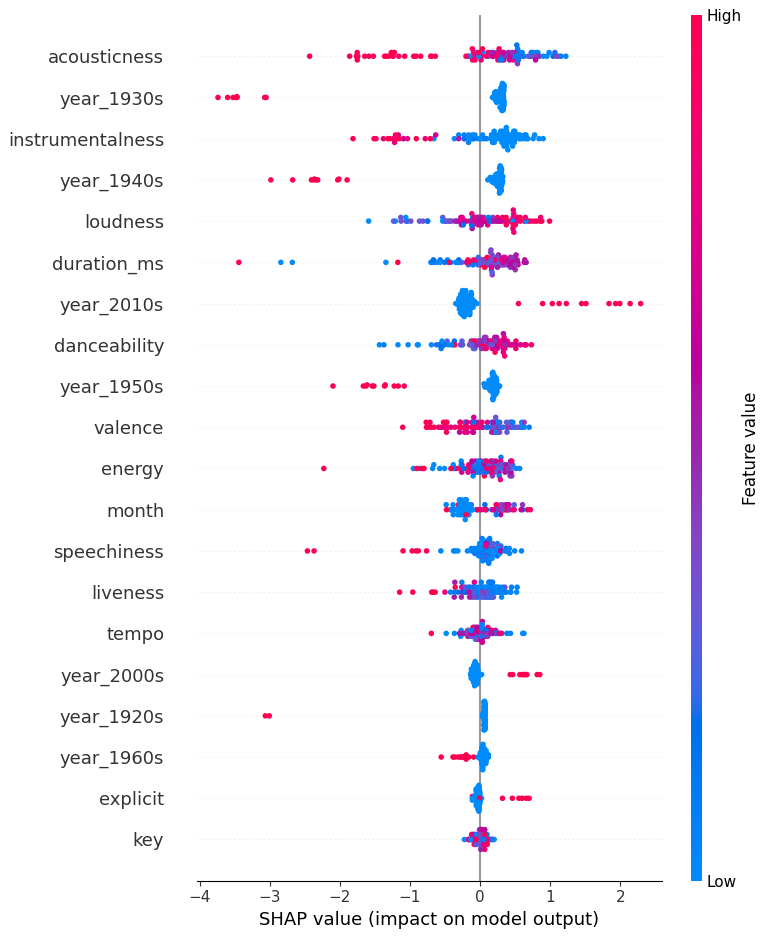 High
acousticness
year_1930s
instrumentalness
year_1940s
loudness
duration_ms
year_2010s
danceability
year_1950s
valence
energy
month
speechiness
liveness
tempo
year_2000s
year_1920s
year_1960s
explicit
key
Feature value
Low
−4 −3 −2 −1 0 1 2
SHAP value (impact on model output)